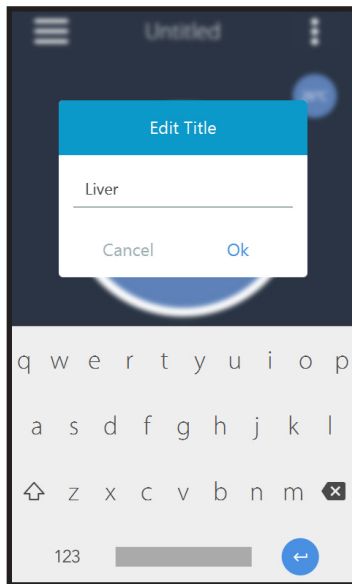 Untitled
Edit Title
Liver
Cancel Ok
q w e r t y u i o p
a s d f g h j k l
z x c v b n m
123